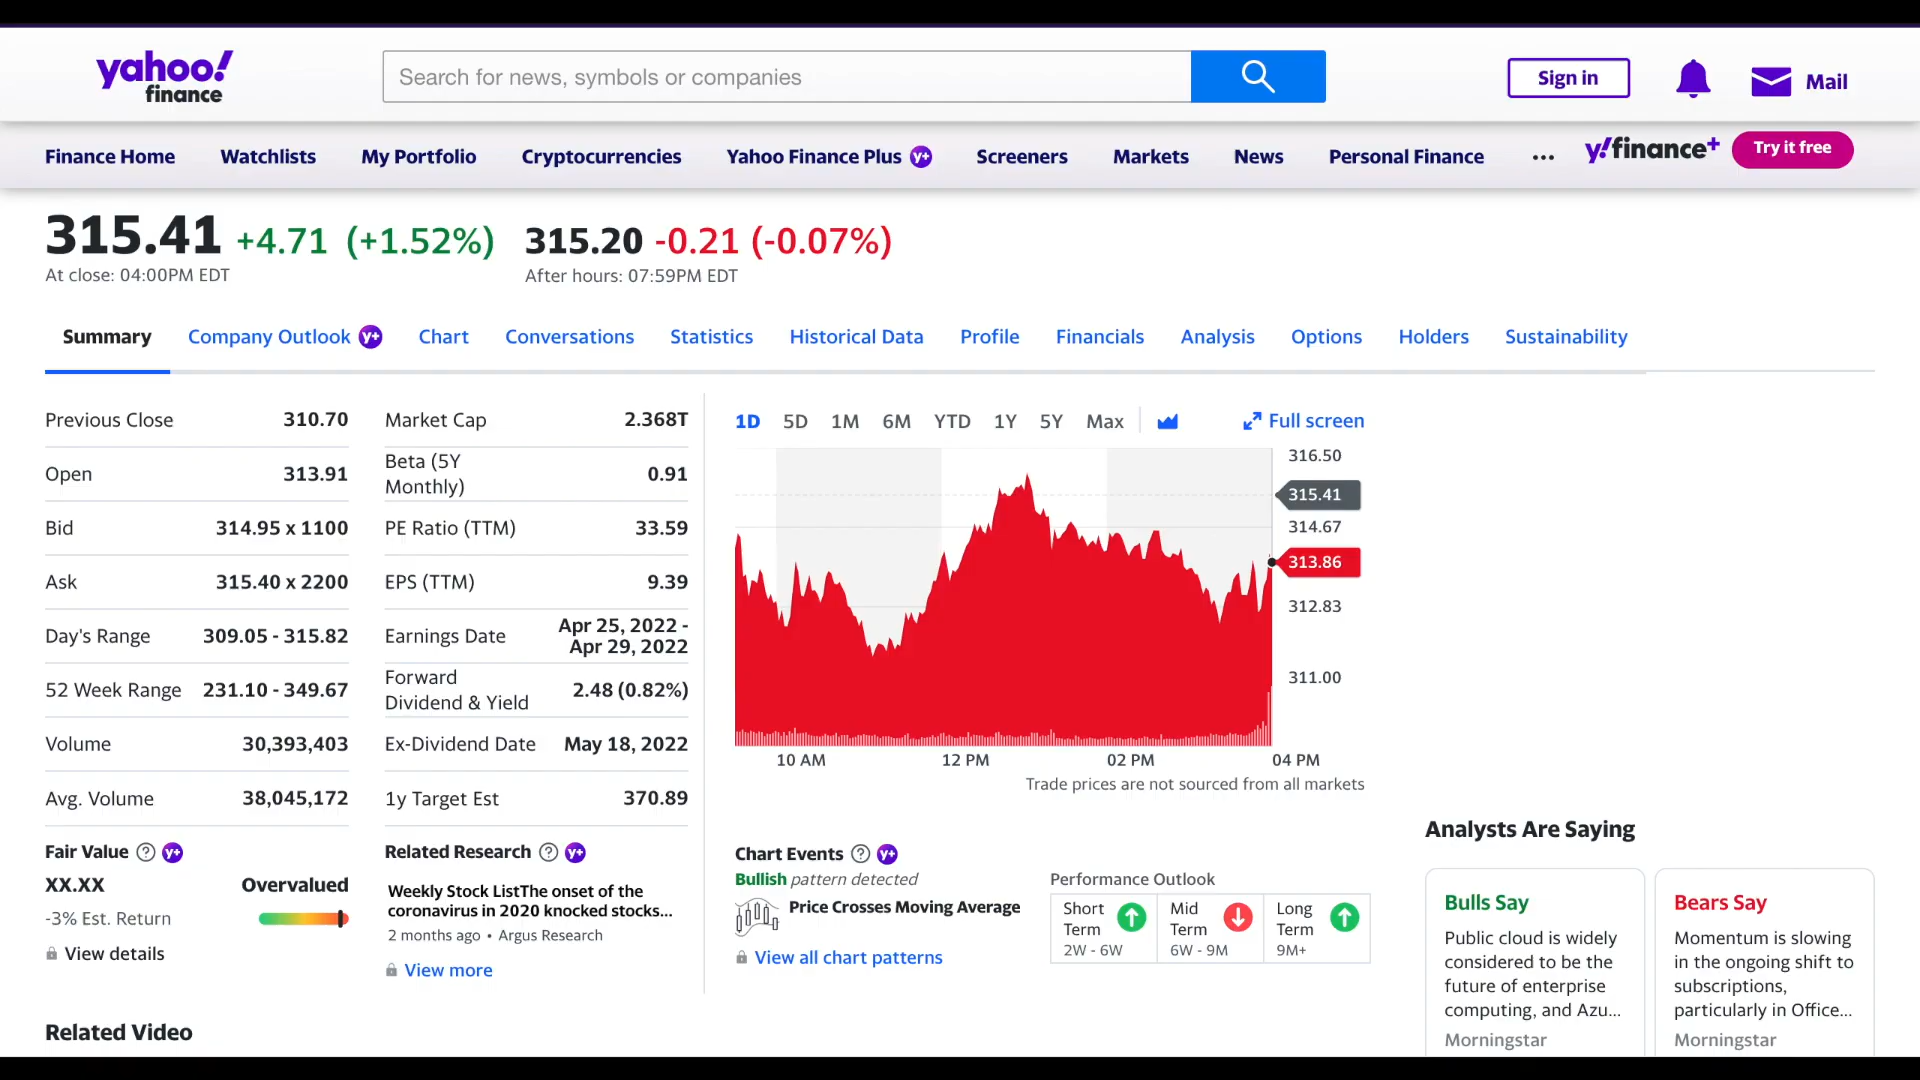 yahoo!
finance
Search for news, symbols or companies
Sign in
Mail
Finance Home
Watchlists
My Portfolio
Cryptocurrencies
Yahoo Finance Plus y+
Screeners
Markets
News
Personal Finance
...
y!finance+
Try it free
315.41 +4.71 (+1.52%)
At close: 04:00PM EDT
315.20 -0.21 (-0.07%)
After hours: 07:59PM EDT
Summary
Company Outlook y+
Chart
Conversations
Statistics
Historical Data
Profile
Financials
Analysis
Options
Holders
Sustainability
Previous Close 310.70
Open 313.91
Bid 314.95 x 1100
Ask 315.40 x 2200
Day's Range 309.05 - 315.82
52 Week Range 231.10 - 349.67
Volume 30,393,403
Avg. Volume 38,045,172
Fair Value ? y+
XX.XX Overvalued
-3% Est. Return
View details
Market Cap 2.368T
Beta (5Y
Monthly) 0.91
PE Ratio (TTM) 33.59
EPS (TTM) 9.39
Earnings Date Apr 25, 2022 -
Apr 29, 2022
Forward
Dividend & Yield 2.48 (0.82%)
Ex-Dividend Date May 18, 2022
1y Target Est 370.89
Related Research ? y+
Weekly Stock ListThe onset of the
coronavirus in 2020 knocked stocks...
2 months ago • Argus Research
View more
1D 5D 1M 6M YTD 1Y 5Y Max
Full screen
316.50
315.41
314.67
313.86
312.83
311.00
10 AM 12 PM 02 PM 04 PM
Trade prices are not sourced from all markets
Chart Events ? y+
Bullish pattern detected
Price Crosses Moving Average
View all chart patterns
Performance Outlook
Short
Term
2W - 6W
Mid
Term
6W - 9M
Long
Term
9M+
Analysts Are Saying
Bulls Say
Public cloud is widely
considered to be the
future of enterprise
computing, and Azu...
Morningstar
Bears Say
Momentum is slowing
in the ongoing shift to
subscriptions,
particularly in Office...
Morningstar
Related Video